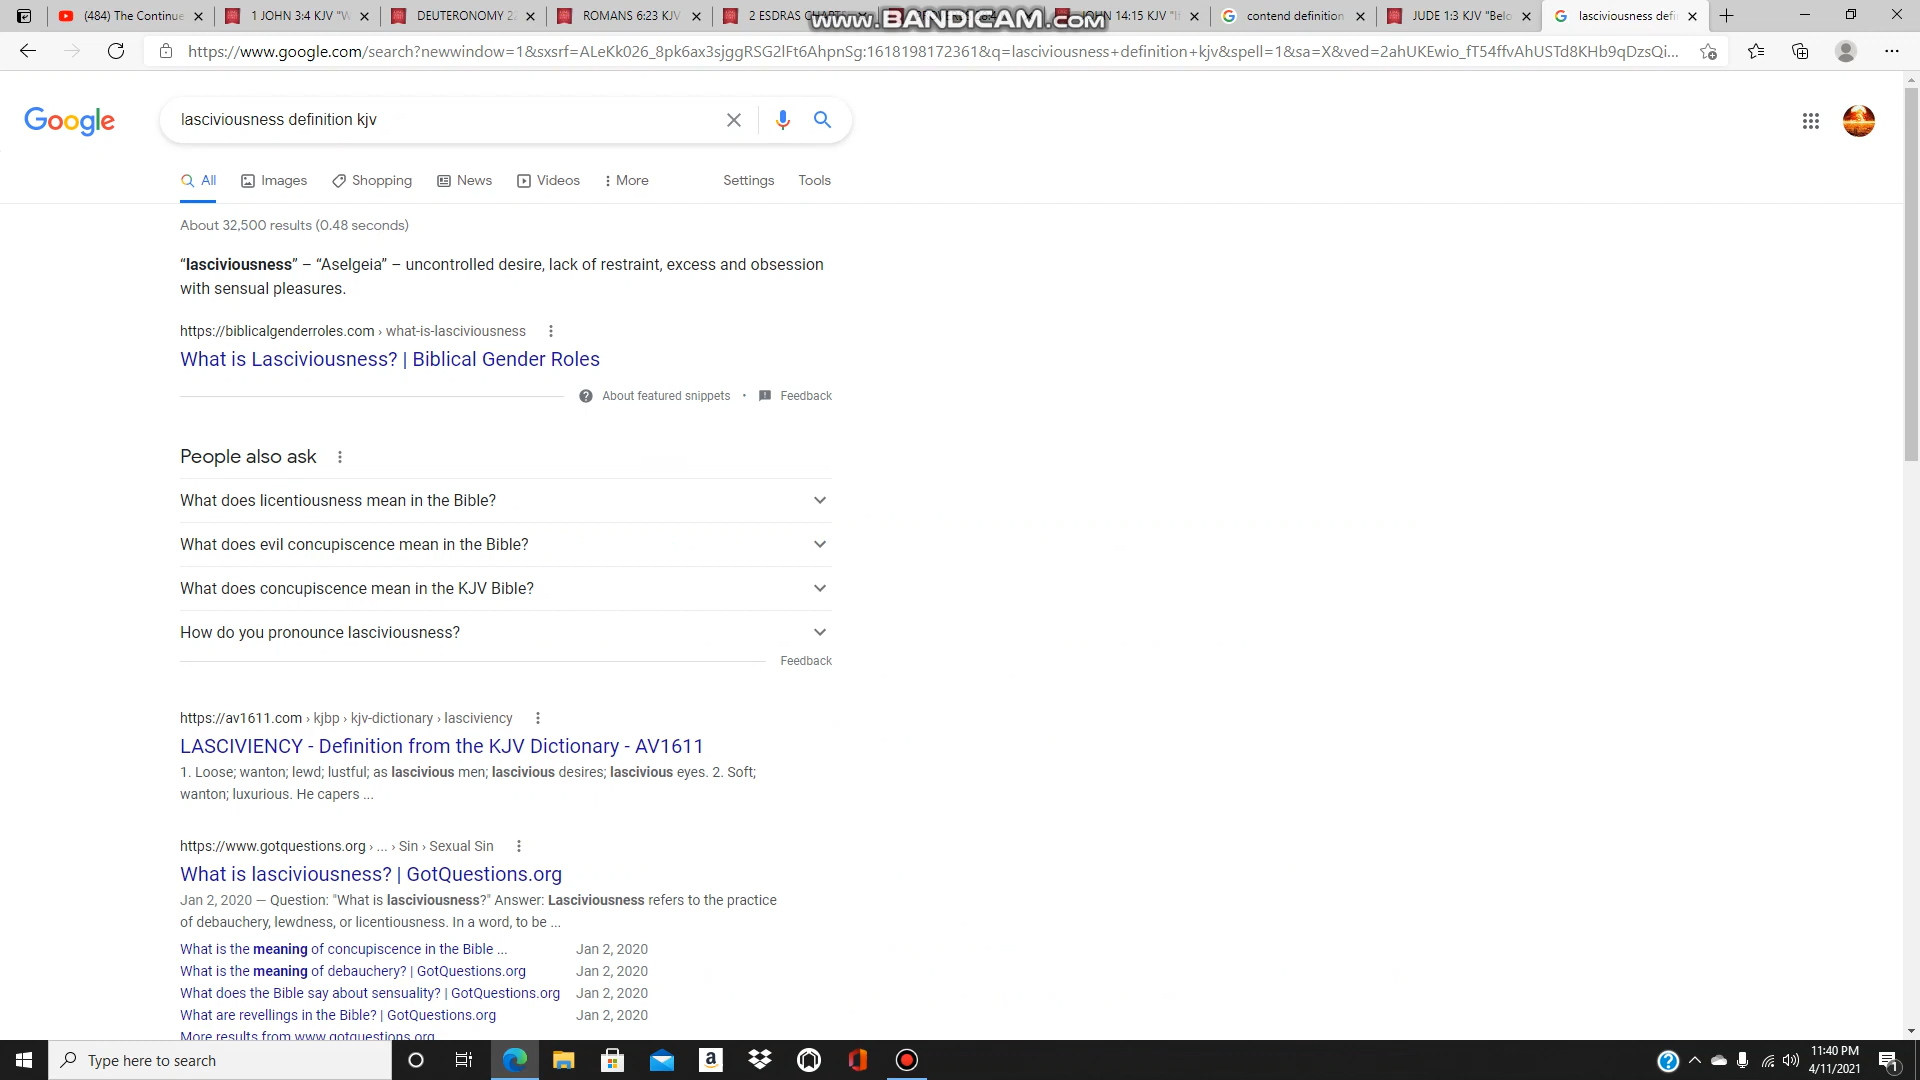 (484) The Continue
1 JOHN 3:4 KJV "W
DEUTERONOMY 2
ROMANS 6:23 KJV
2 ESDRAS CHAPTE
JOHN 14:15 KJV "If
contend definition
JUDE 1:3 KJV "Belo
lasciviousness defi
www.BANDICAM.com
https://www.google.com/search?newwindow=1&sxsrf=ALeKk026_8pk6ax3sjggRSG2lFt6AhpnSg:1618198172361&q=lasciviousness+definition+kjv&spell=1&sa=X&ved=2ahUKEwio_fT54ffvAhUSTd8KHb9qDzsQi...
Google
lasciviousness definition kjv
All
Images
Shopping
News
Videos
More
Settings
Tools
About 32,500 results (0.48 seconds)
“lasciviousness” – “Aselgeia” – uncontrolled desire, lack of restraint, excess and obsession
with sensual pleasures.
https://biblicalgenderroles.com › what-is-lasciviousness
What is Lasciviousness? | Biblical Gender Roles
About featured snippets • Feedback
People also ask
What does licentiousness mean in the Bible?
What does evil concupiscence mean in the Bible?
What does concupiscence mean in the KJV Bible?
How do you pronounce lasciviousness?
Feedback
https://av1611.com › kjbp › kjv-dictionary › lasciviency
LASCIVIENCY - Definition from the KJV Dictionary - AV1611
1. Loose; wanton; lewd; lustful; as lascivious men; lascivious desires; lascivious eyes. 2. Soft;
wanton; luxurious. He capers ...
https://www.gotquestions.org › ... › Sin › Sexual Sin
What is lasciviousness? | GotQuestions.org
Jan 2, 2020 — Question: "What is lasciviousness?" Answer: Lasciviousness refers to the practice
of debauchery, lewdness, or licentiousness. In a word, to be ...
What is the meaning of concupiscence in the Bible ... Jan 2, 2020
What is the meaning of debauchery? | GotQuestions.org Jan 2, 2020
What does the Bible say about sensuality? | GotQuestions.org Jan 2, 2020
What are revellings in the Bible? | GotQuestions.org Jan 2, 2020
More results from www.gotquestions.org
Type here to search
11:40 PM
4/11/2021